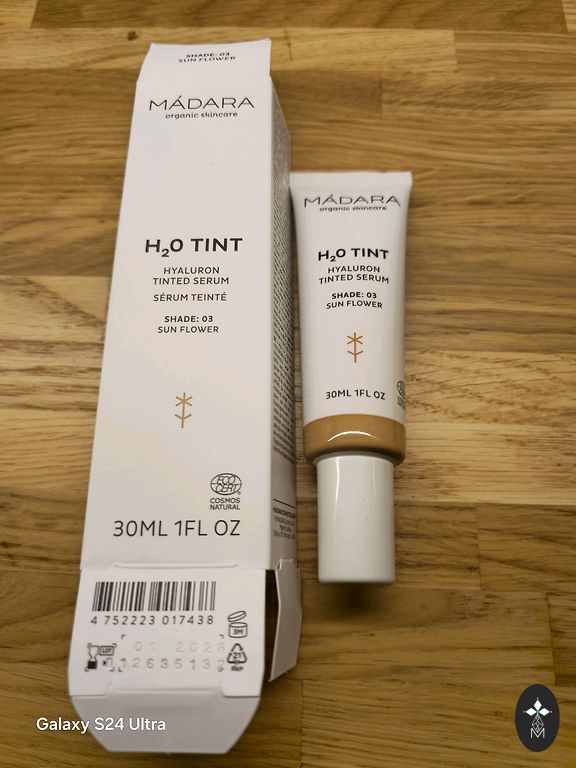 SHADE: 03
SUN FLOWER
MÁDARA
organic skincare
H₂O TINT
HYALURON
TINTED SERUM
SÉRUM TEINTÉ
SHADE: 03
SUN FLOWER
ECO
CERT
COSMOS
NATURAL
30ML 1FL OZ
4 752223 017438
3M
LOT
01 2028
21
PAP
MÁDARA
organic skincare
H₂O TINT
HYALURON
TINTED SERUM
SHADE: 03
SUN FLOWER
30ML 1FL OZ
Galaxy S24 Ultra
M